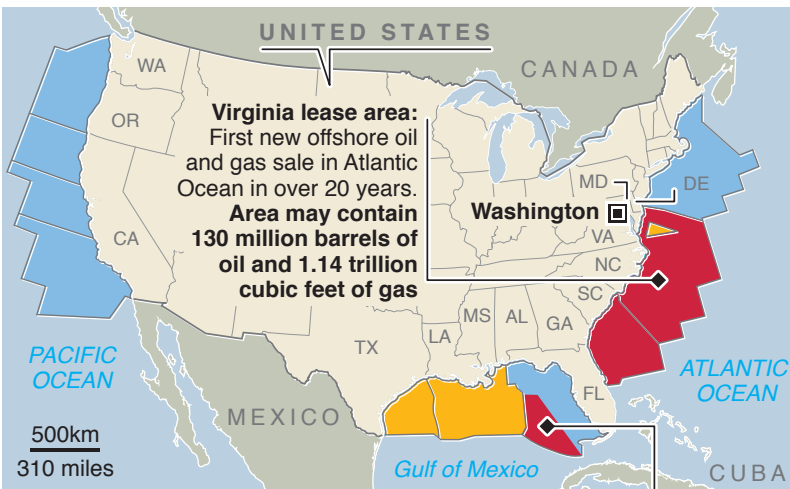 UNITED STATES
CANADA
WA
OR
CA
Virginia lease area:
First new offshore oil
and gas sale in Atlantic
Ocean in over 20 years.
Area may contain
130 million barrels of
oil and 1.14 trillion
cubic feet of gas
MD
DE
Washington
VA
NC
SC
MS
AL
GA
LA
TX
FL
PACIFIC
OCEAN
ATLANTIC
OCEAN
MEXICO
500km
310 miles
Gulf of Mexico
CUBA